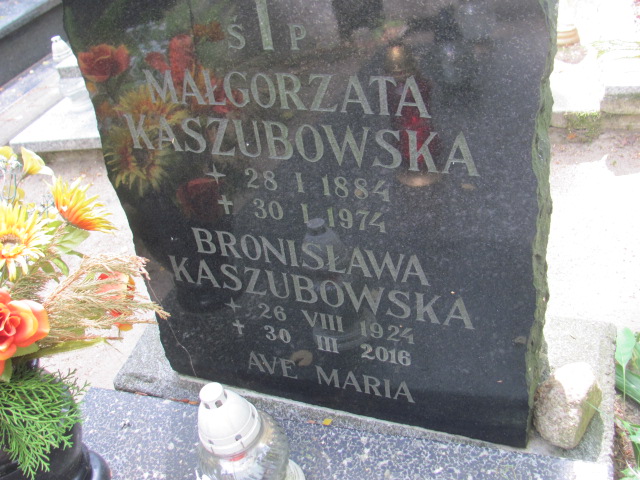 Ś P
MAŁGORZATA
KASZUBOWSKA
+ 28 I 1884
+ 30 I 1974
BRONISŁAWA
KASZUBOWSKA
+ 26 VIII 1924
+ 30 III 2016
AVE MARIA